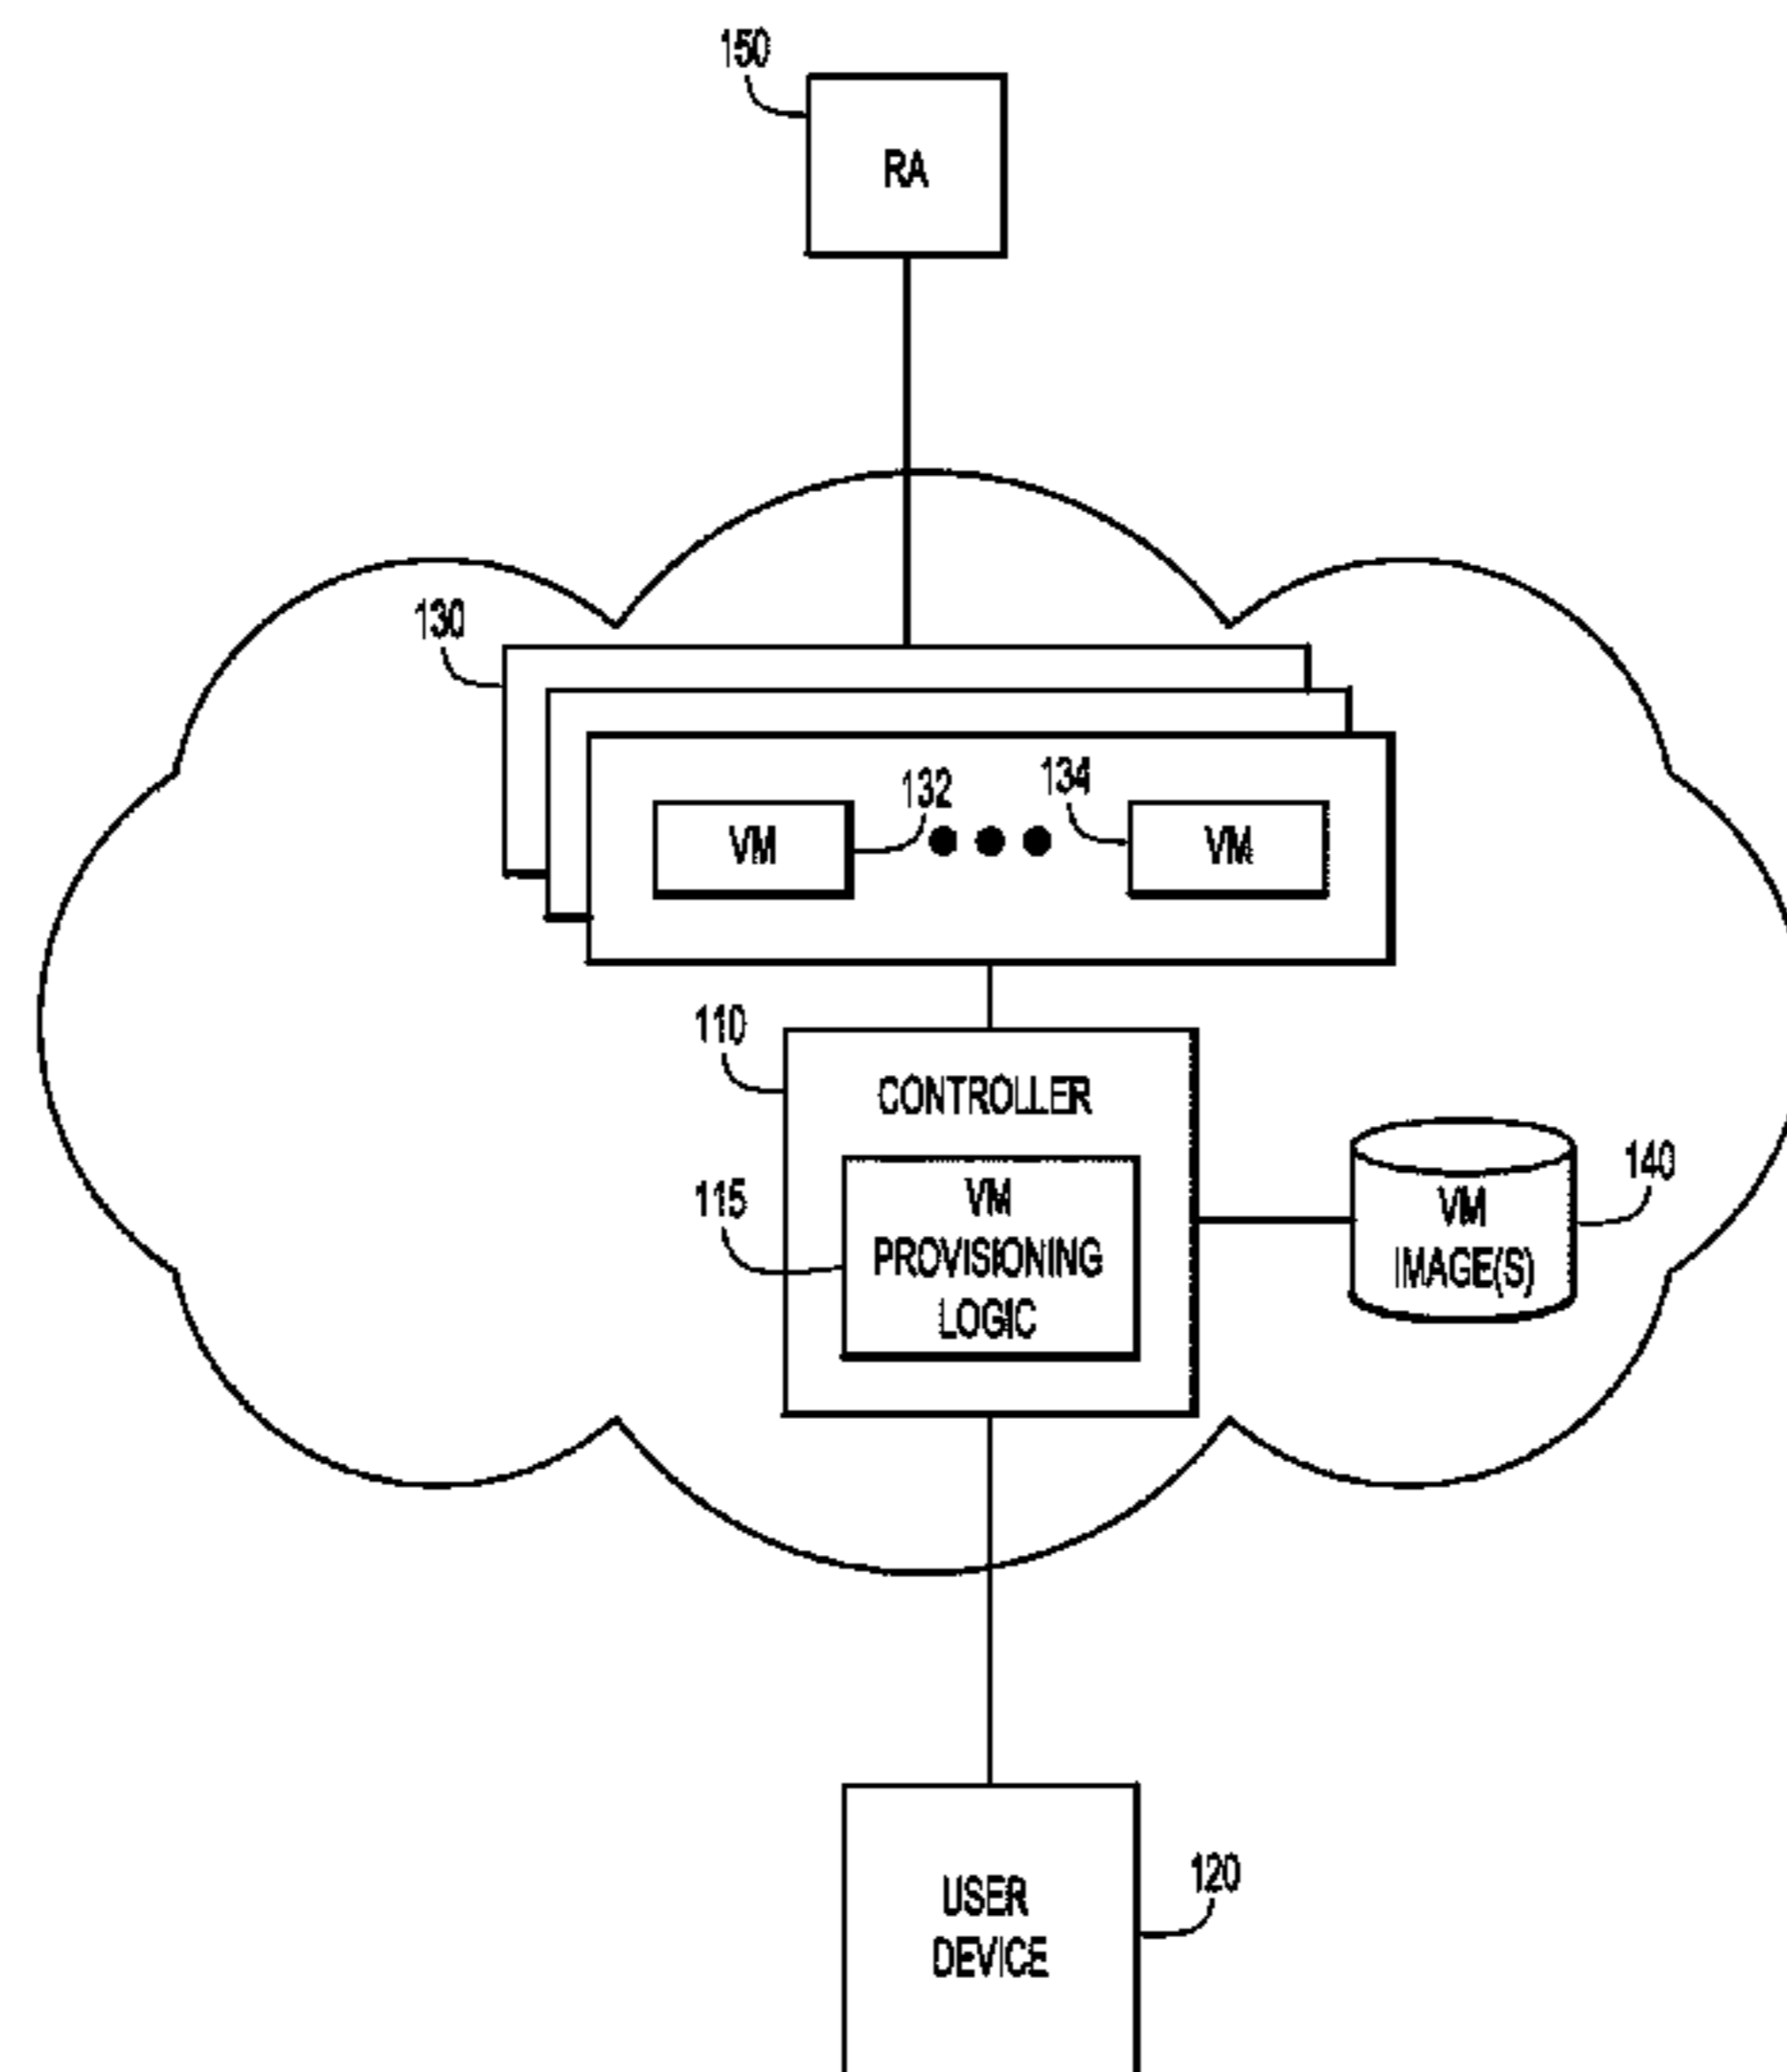 150
RA
130
132
134
VM
VM
110
CONTROLLER
115
VM
PROVISIONING
LOGIC
140
VM
IMAGE(S)
120
USER
DEVICE